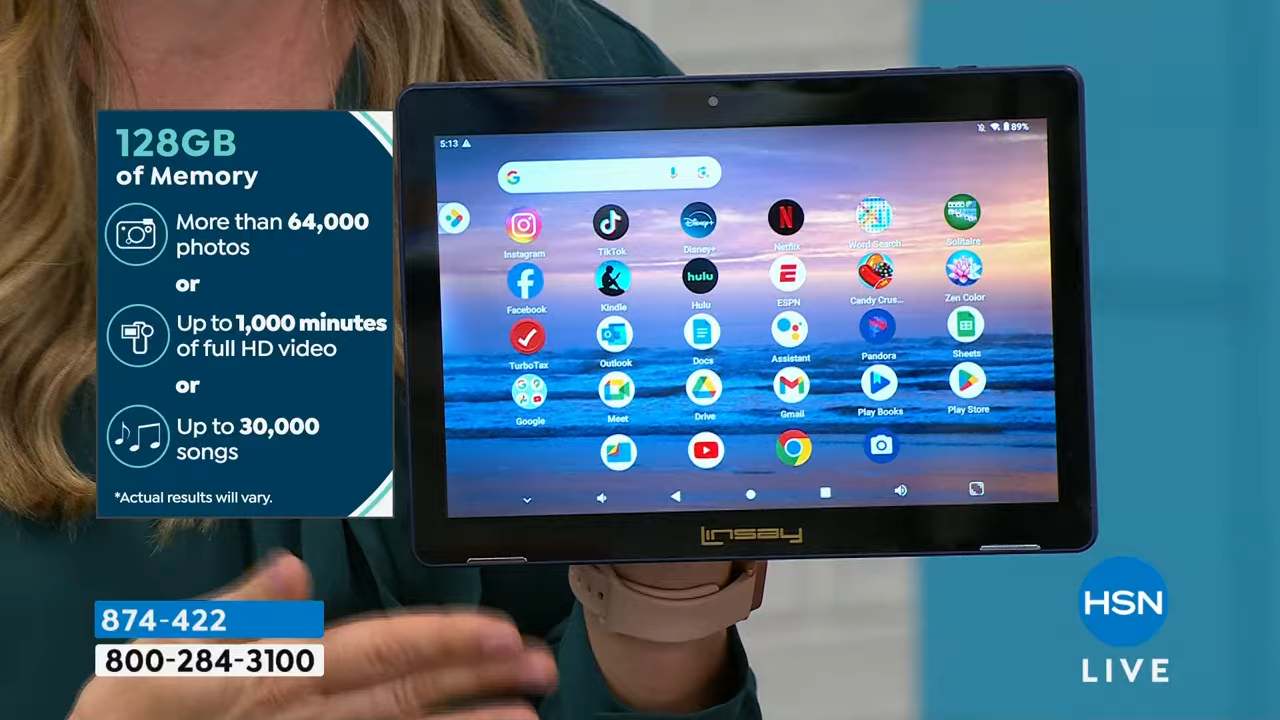 128GB
of Memory
More than 64,000
photos
or
Up to 1,000 minutes
of full HD video
or
Up to 30,000
songs
*Actual results will vary.
874-422
800-284-3100
5:13
89%
Instagram TikTok Disney+ Netflix Word Search Solitaire
Disney+
N
Facebook Kindle Hulu ESPN Candy Crus... Zen Color
hulu
TurboTax Outlook Docs Assistant Pandora Sheets
Google Meet Drive Gmail Play Books Play Store
Linsay
HSN
LIVE